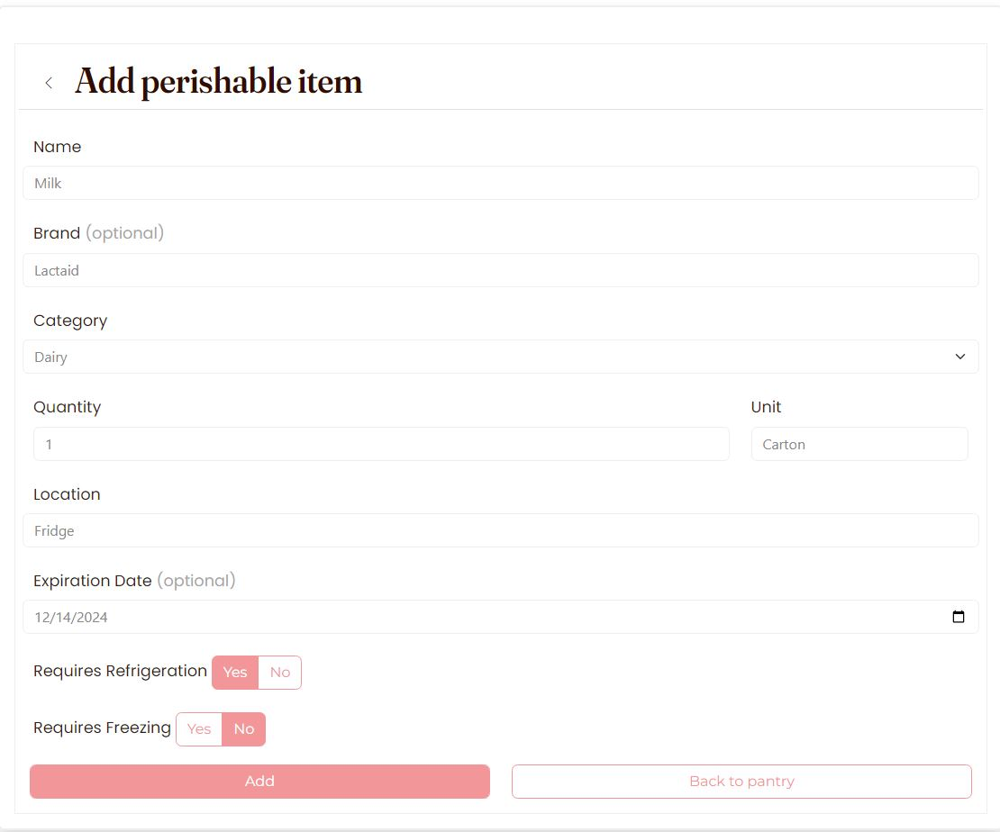 Add perishable item
Name
Milk
Brand (optional)
Lactaid
Category
Dairy
Quantity Unit
1 Carton
Location
Fridge
Expiration Date (optional)
12/14/2024
Requires Refrigeration Yes No
Requires Freezing Yes No
Add Back to pantry